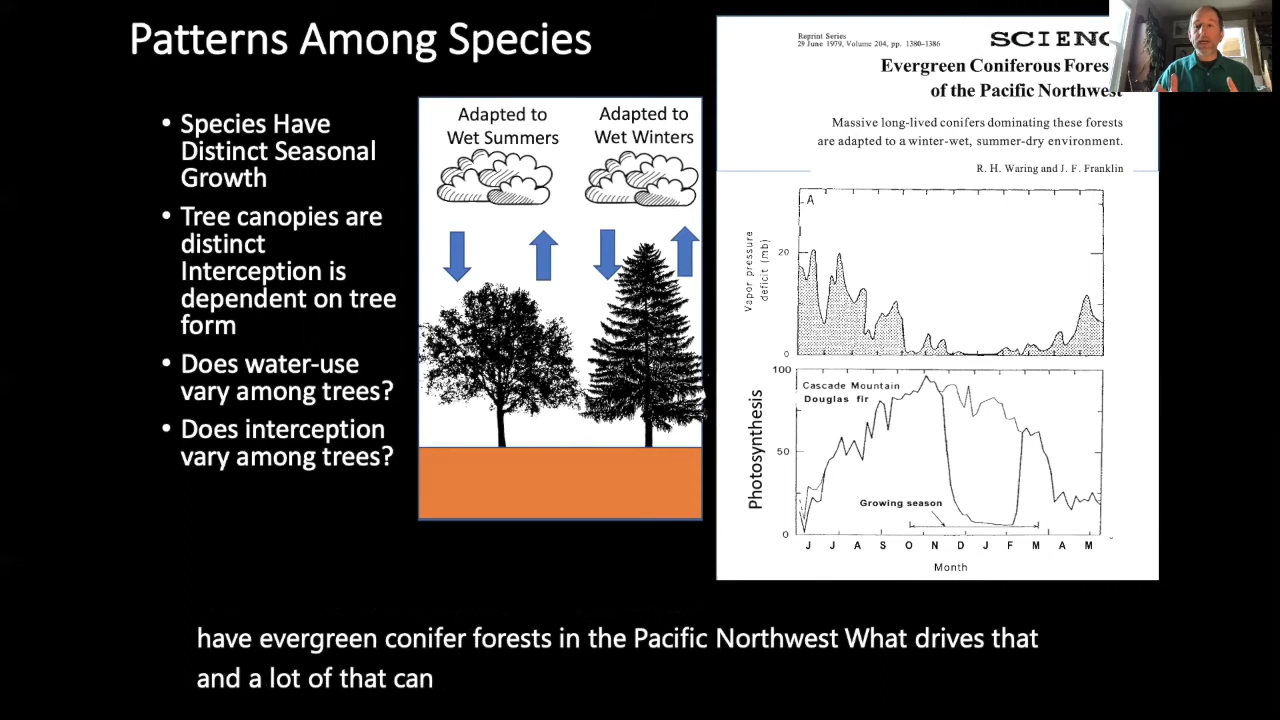 Patterns Among Species
• Species Have
Distinct Seasonal
Growth
• Tree canopies are
distinct
Interception is
dependent on tree
form
• Does water-use
vary among trees?
• Does interception
vary among trees?
Adapted to
Wet Summers
Adapted to
Wet Winters
Reprint Series
29 June 1979, Volume 204, pp. 1380–1386
SCIENC
Evergreen Coniferous Fores
of the Pacific Northwest
Massive long-lived conifers dominating these forests
are adapted to a winter-wet, summer-dry environment.
R. H. Waring and J. F. Franklin
A
Vapor pressure
deficit (mb)
20
0
100
Cascade Mountain
Douglas fir
Photosynthesis
50
Growing season
0
J J A S O N D J F M A M
Month
have evergreen conifer forests in the Pacific Northwest What drives that
and a lot of that can